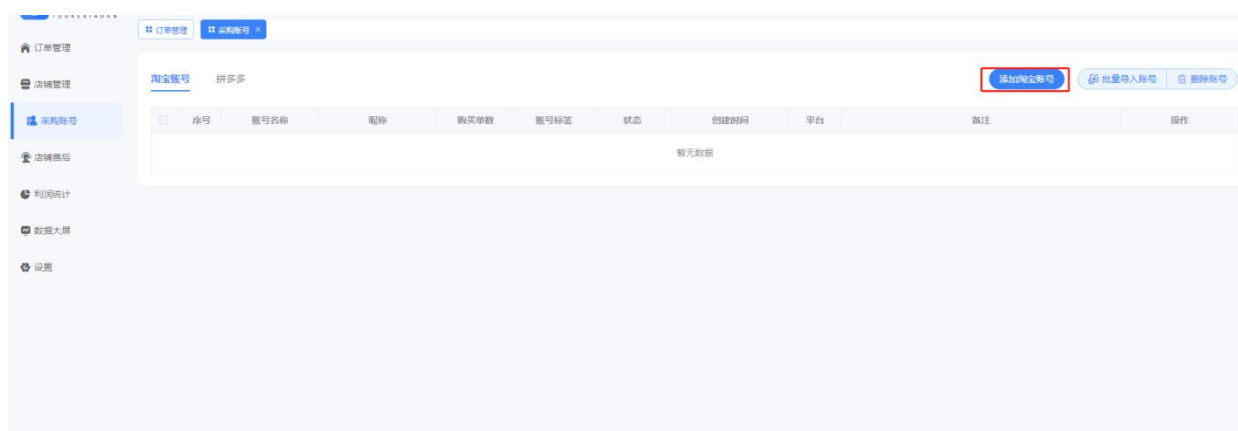 订单管理 采购账号 ×
订单管理
店铺管理
采购账号
店铺售后
利润统计
数据大屏
设置
淘宝账号 拼多多 添加淘宝账号 批量导入账号 删除账号
序号 账号名称 昵称 购买单数 账号标签 状态 创建时间 平台 备注 操作
暂无数据